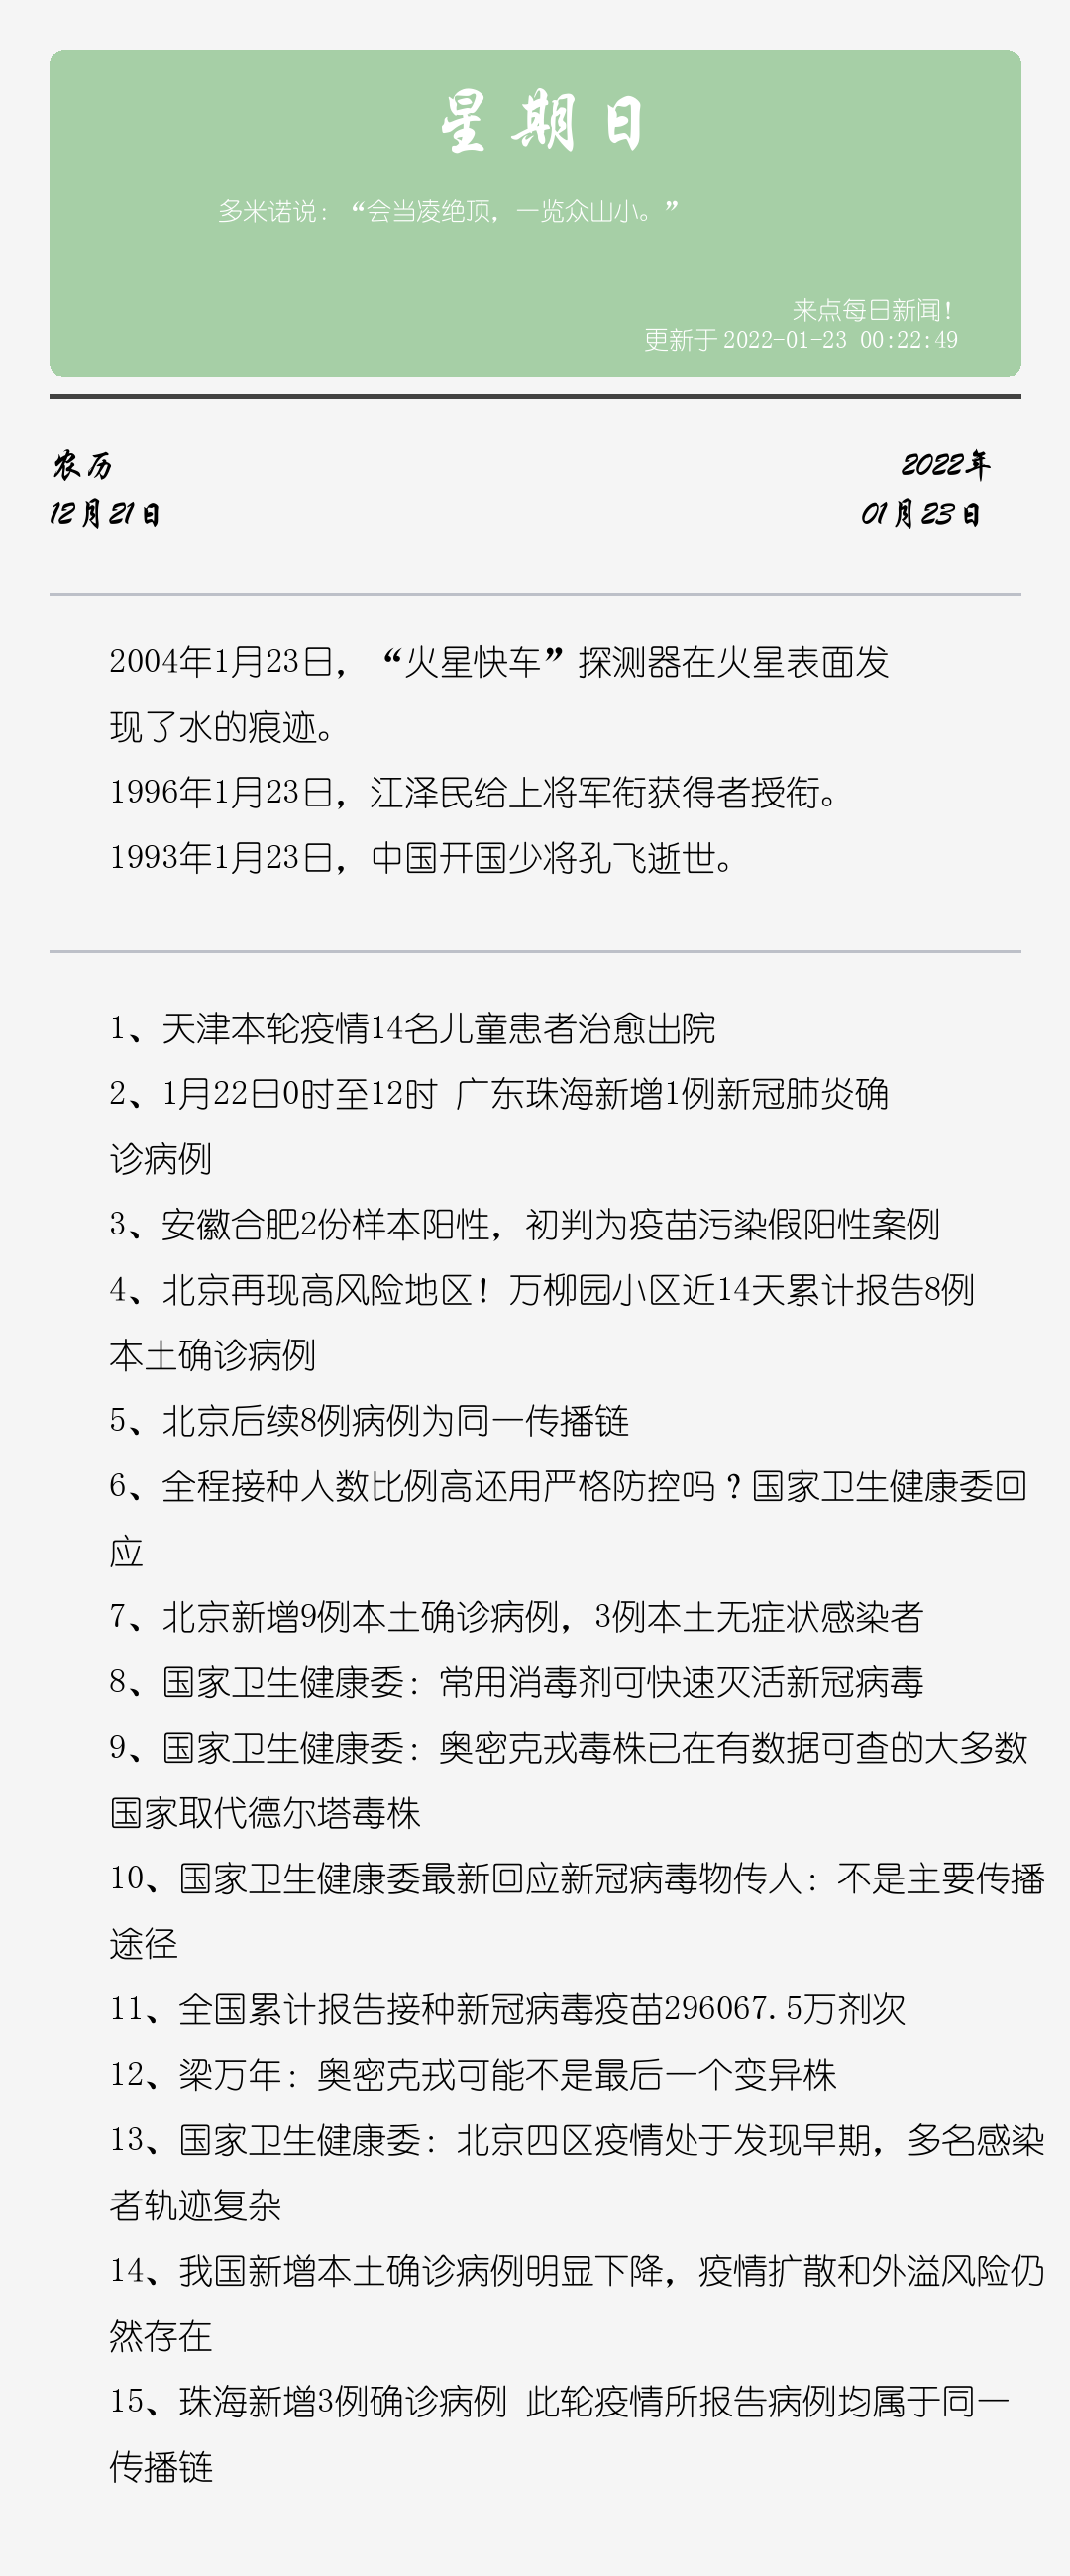 星期日
多米诺说：“会当凌绝顶，一览众山小。”
来点每日新闻！
更新于2022-01-23 00:22:49
农历
2022年
12月21日
01月23日
2004年1月23日，“火星快车”探测器在火星表面发
现了水的痕迹。
1996年1月23日，江泽民给上将军衔获得者授衔。
1993年1月23日，中国开国少将孔飞逝世。
1、天津本轮疫情14名儿童患者治愈出院
2、1月22日0时至12时 广东珠海新增1例新冠肺炎确
诊病例
3、安徽合肥2份样本阳性，初判为疫苗污染假阳性案例
4、北京再现高风险地区！万柳园小区近14天累计报告8例
本土确诊病例
5、北京后续8例病例为同一传播链
6、全程接种人数比例高还用严格防控吗？国家卫生健康委回
应
7、北京新增9例本土确诊病例，3例本土无症状感染者
8、国家卫生健康委：常用消毒剂可快速灭活新冠病毒
9、国家卫生健康委：奥密克戎毒株已在有数据可查的大多数
国家取代德尔塔毒株
10、国家卫生健康委最新回应新冠病毒物传人：不是主要传播
途径
11、全国累计报告接种新冠病毒疫苗296067.5万剂次
12、梁万年：奥密克戎可能不是最后一个变异株
13、国家卫生健康委：北京四区疫情处于发现早期，多名感染
者轨迹复杂
14、我国新增本土确诊病例明显下降，疫情扩散和外溢风险仍
然存在
15、珠海新增3例确诊病例 此轮疫情所报告病例均属于同一
传播链